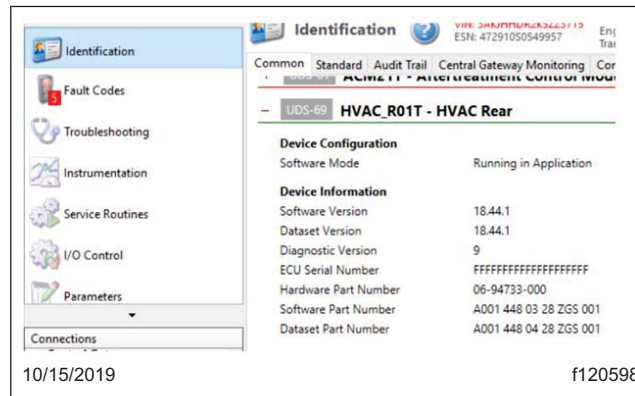 Identification
Fault Codes
5
Troubleshooting
Instrumentation
Service Routines
I/O Control
Parameters
Connections
Identification
ESN: 47291050549957
Common Standard Audit Trail Central Gateway Monitoring
UDS-69 HVAC_R01T - HVAC Rear
Device Configuration
Software Mode Running in Application
Device Information
Software Version 18.44.1
Dataset Version 18.44.1
Diagnostic Version 9
ECU Serial Number FFFFFFFFFFFFFFFFFFF
Hardware Part Number 06-94733-000
Software Part Number A001 448 03 28 ZGS 001
Dataset Part Number A001 448 04 28 ZGS 001
10/15/2019 f120598